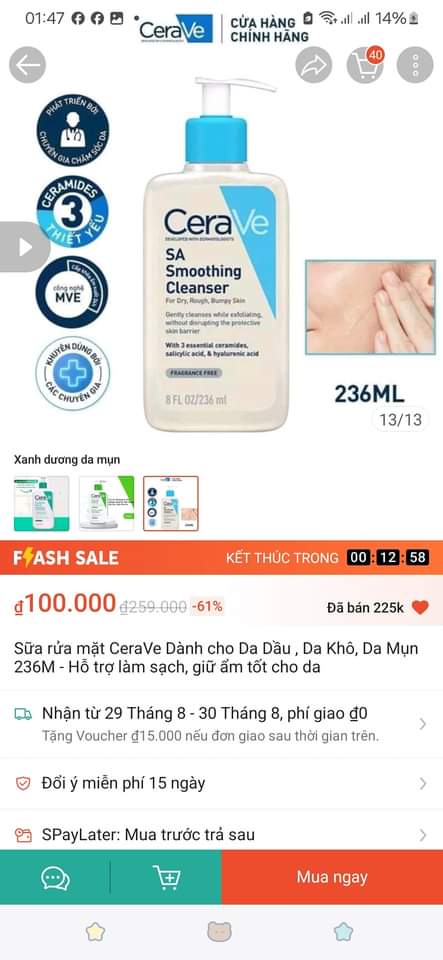 01:47
14%
CeraVe
CỬA HÀNG
CHÍNH HÃNG
40
PHÁT TRIỂN BỞI
CHUYÊN GIA CHĂM SÓC DA
CERAMIDES
3
THIẾT YẾU
công nghệ
MVE
KHUYÊN DÙNG BỞI
CÁC CHUYÊN GIA
CeraVe
DEVELOPED WITH DERMATOLOGISTS
SA
Smoothing
Cleanser
For Dry, Rough, Bumpy Skin
Gently cleanses while exfoliating,
without disrupting the protective
skin barrier
With 3 essential ceramides,
salicylic acid, & hyaluronic acid
FRAGRANCE FREE
8 FL OZ/236 ml
236ML
13/13
Xanh dương da mụn
FLASH SALE
KẾT THÚC TRONG 00:12:58
₫100.000 ₫259.000 -61%
Đã bán 225k
Sữa rửa mặt CeraVe Dành cho Da Dầu , Da Khô, Da Mụn
236M - Hỗ trợ làm sạch, giữ ẩm tốt cho da
Nhận từ 29 Tháng 8 - 30 Tháng 8, phí giao ₫0
Tặng Voucher ₫15.000 nếu đơn giao sau thời gian trên.
Đổi ý miễn phí 15 ngày
SPayLater: Mua trước trả sau
Mua ngay